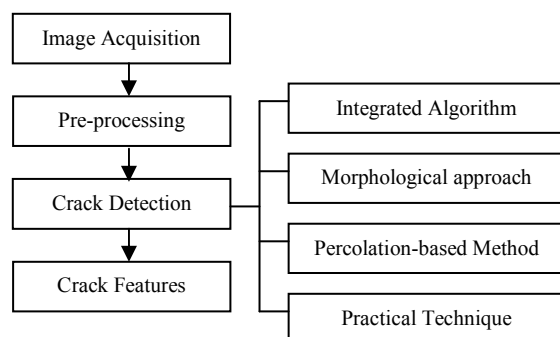 Image Acquisition
Pre-processing
Crack Detection
Crack Features
Integrated Algorithm
Morphological approach
Percolation-based Method
Practical Technique